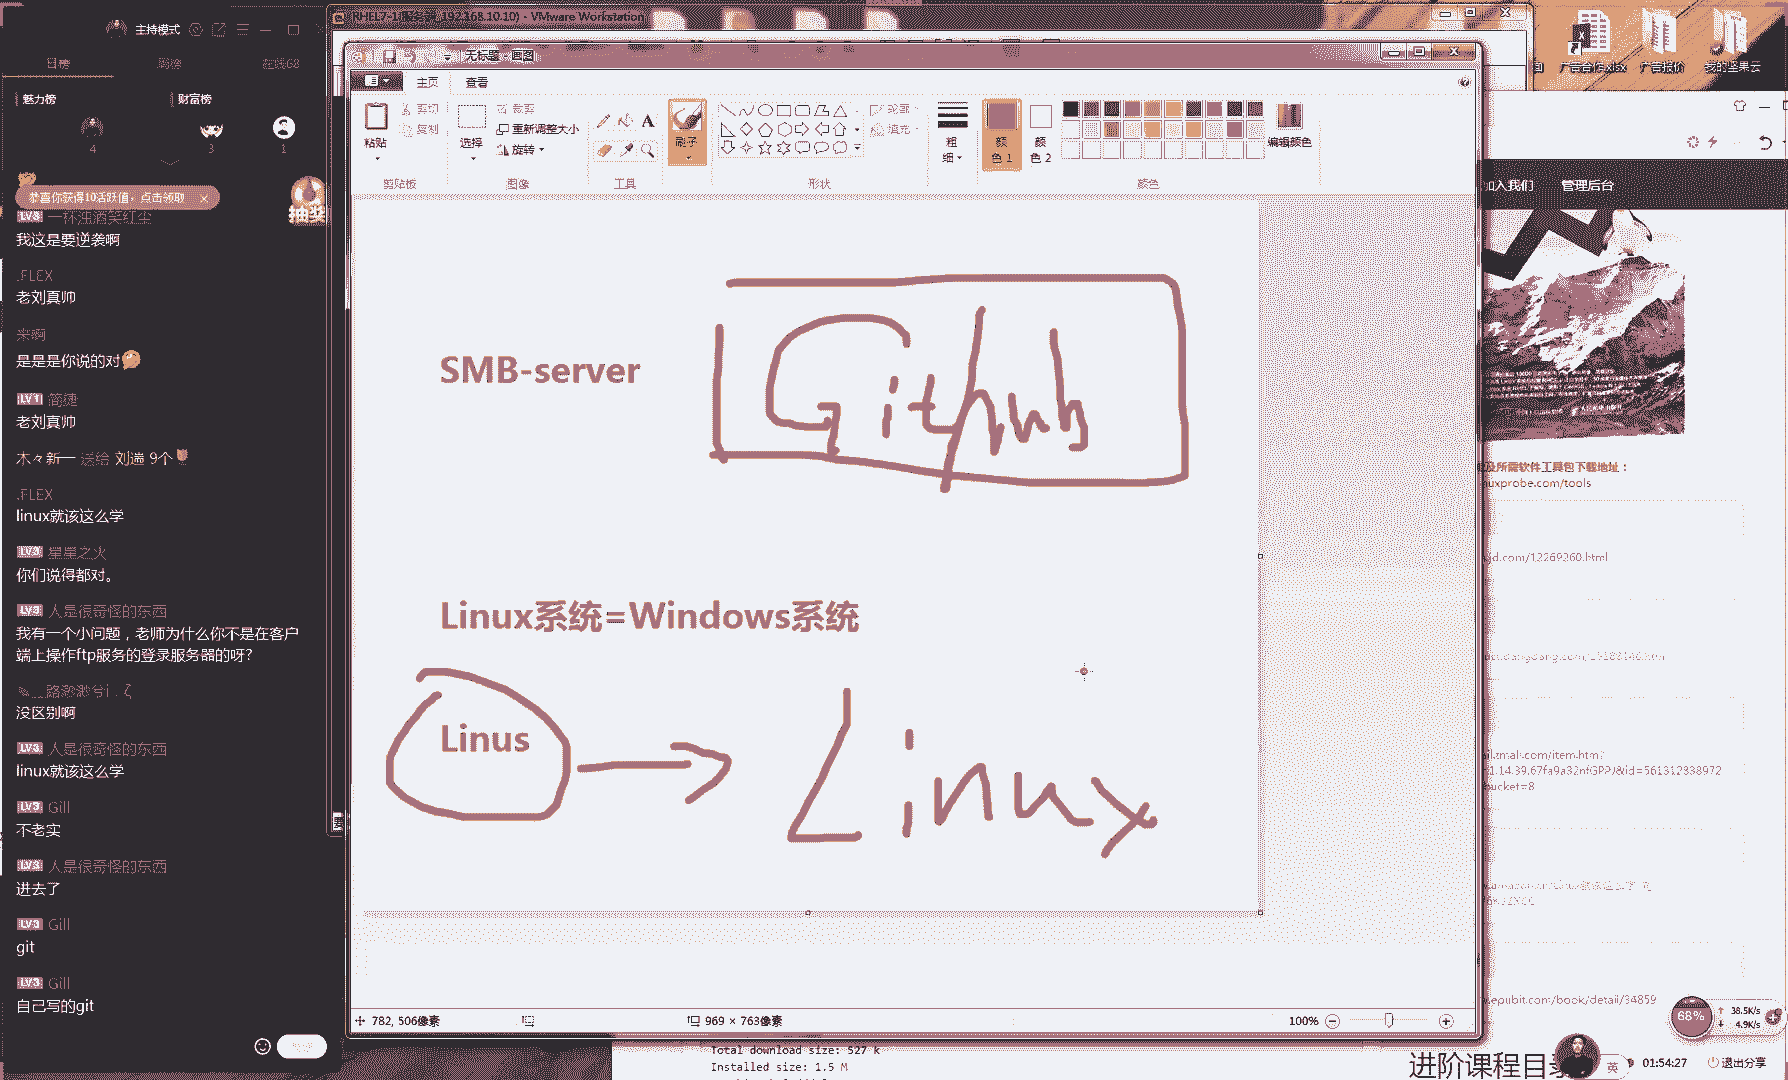 主持模式
日榜
周榜
在线68
魅力榜
财富榜
4
3
1
恭喜你获得10活跃值，点击领取
抽奖
LV3 一杯浊酒笑红尘
我这是要逆袭啊
.FLEX
老刘真帅
来啊
是是是你说的对
LV1 简捷
老刘真帅
木々新一 送给 刘遄 9个
.FLEX
linux就该这么学
LV3 星星之火
你们说得都对。
LV3 人是很奇怪的东西
我有一个小问题，老师为什么你不是在客户
端上操作ftp服务的登录服务器的呀?
没区别啊
LV3 人是很奇怪的东西
linux就该这么学
LV3 Gill
不老实
LV3 人是很奇怪的东西
进去了
LV3 Gill
git
LV3 Gill
自己写的git
RHEL7-1(服务端_192.168.10.10) - VMware Workstation
无标题 - 画图
主页
查看
粘贴
剪切
复制
剪贴板
选择
裁剪
重新调整大小
旋转
图像
A
工具
刷子
轮廓
填充
形状
粗
细
颜
色 1
颜
色 2
编辑颜色
颜色
SMB-server
Github
Linux系统=Windows系统
Linus
Linux
782, 506像素
969 × 763像素
100%
Total download size: 527 k
Installed size: 1.5 M
广告合作.xlsx
广告报价
我的坚果云
加入我们
管理后台
及所需软件工具包下载地址：
nuxprobe.com/tools
jd.com/12269260.html
bucket=8
epubit.com/book/detail/34859
68%
38.5K/s
4.9K/s
进阶课程目录
英
01:54:27
退出分享